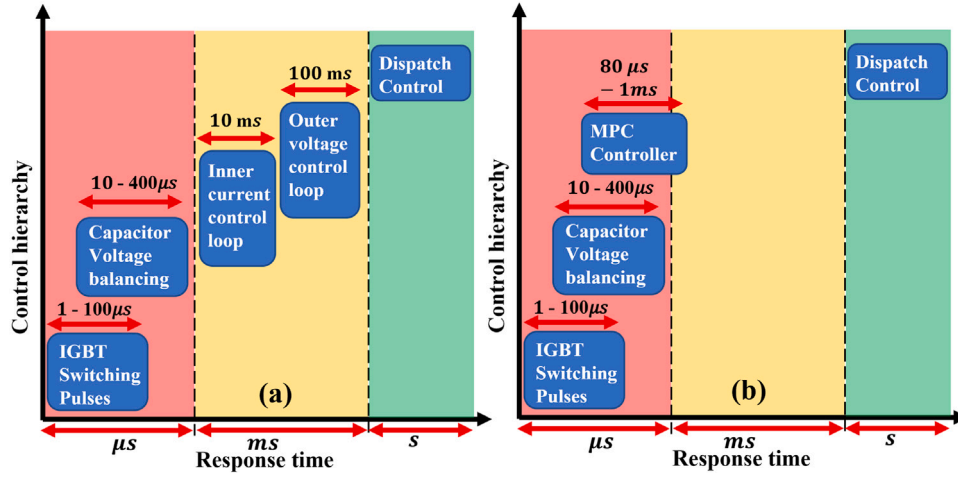 Control hierarchy
Dispatch
Control
100 ms
Outer
voltage
control
loop
10 ms
Inner
current
control
loop
10 - 400μs
Capacitor
Voltage
balancing
1 - 100μs
IGBT
Switching
Pulses
(a)
μs
ms
s
Response time
Control hierarchy
Dispatch
Control
80 μs
- 1ms
MPC
Controller
10 - 400μs
Capacitor
Voltage
balancing
1 - 100μs
IGBT
Switching
Pulses
(b)
μs
ms
s
Response time